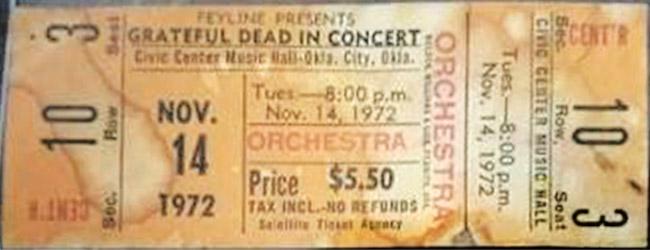 FEYLINE PRESENTS
GRATEFUL DEAD IN CONCERT
Civic Center Music Hall-Okla. City, Okla.
3 Seat
10 Row
CENT'R Sec.
NOV.
14
1972
Tues.—8:00 p.m.
Nov. 14, 1972
ORCHESTRA
Price $5.50
TAX INCL.-NO REFUNDS
Satellite Ticket Agency
ORCHESTRA
Tues.—8:00 p.m.
Nov. 14, 1972
CIVIC CENTER MUSIC HALL
Sec. CENT'R
Row 10
Seat 3